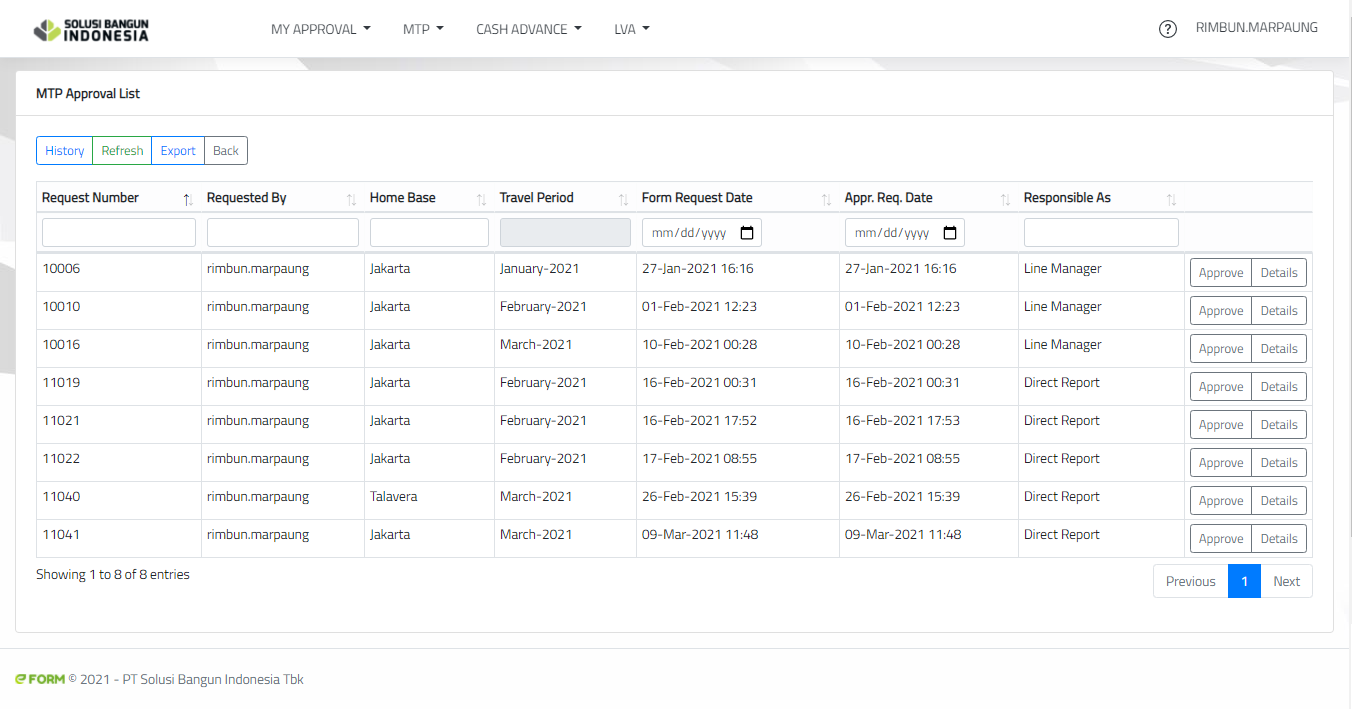 SOLUSI BANGUN
INDONESIA
MY APPROVAL MTP CASH ADVANCE LVA ? RIMBUN.MARPAUNG
MTP Approval List
History Refresh Export Back
Request Number Requested By Home Base Travel Period Form Request Date Appr. Req. Date Responsible As
mm/dd/yyyy mm/dd/yyyy
10006 rimbun.marpaung Jakarta January-2021 27-Jan-2021 16:16 27-Jan-2021 16:16 Line Manager Approve Details
10010 rimbun.marpaung Jakarta February-2021 01-Feb-2021 12:23 01-Feb-2021 12:23 Line Manager Approve Details
10016 rimbun.marpaung Jakarta March-2021 10-Feb-2021 00:28 10-Feb-2021 00:28 Line Manager Approve Details
11019 rimbun.marpaung Jakarta February-2021 16-Feb-2021 00:31 16-Feb-2021 00:31 Direct Report Approve Details
11021 rimbun.marpaung Jakarta February-2021 16-Feb-2021 17:52 16-Feb-2021 17:53 Direct Report Approve Details
11022 rimbun.marpaung Jakarta February-2021 17-Feb-2021 08:55 17-Feb-2021 08:55 Direct Report Approve Details
11040 rimbun.marpaung Talavera March-2021 26-Feb-2021 15:39 26-Feb-2021 15:39 Direct Report Approve Details
11041 rimbun.marpaung Jakarta March-2021 09-Mar-2021 11:48 09-Mar-2021 11:48 Direct Report Approve Details
Showing 1 to 8 of 8 entries Previous 1 Next
e FORM © 2021 - PT Solusi Bangun Indonesia Tbk